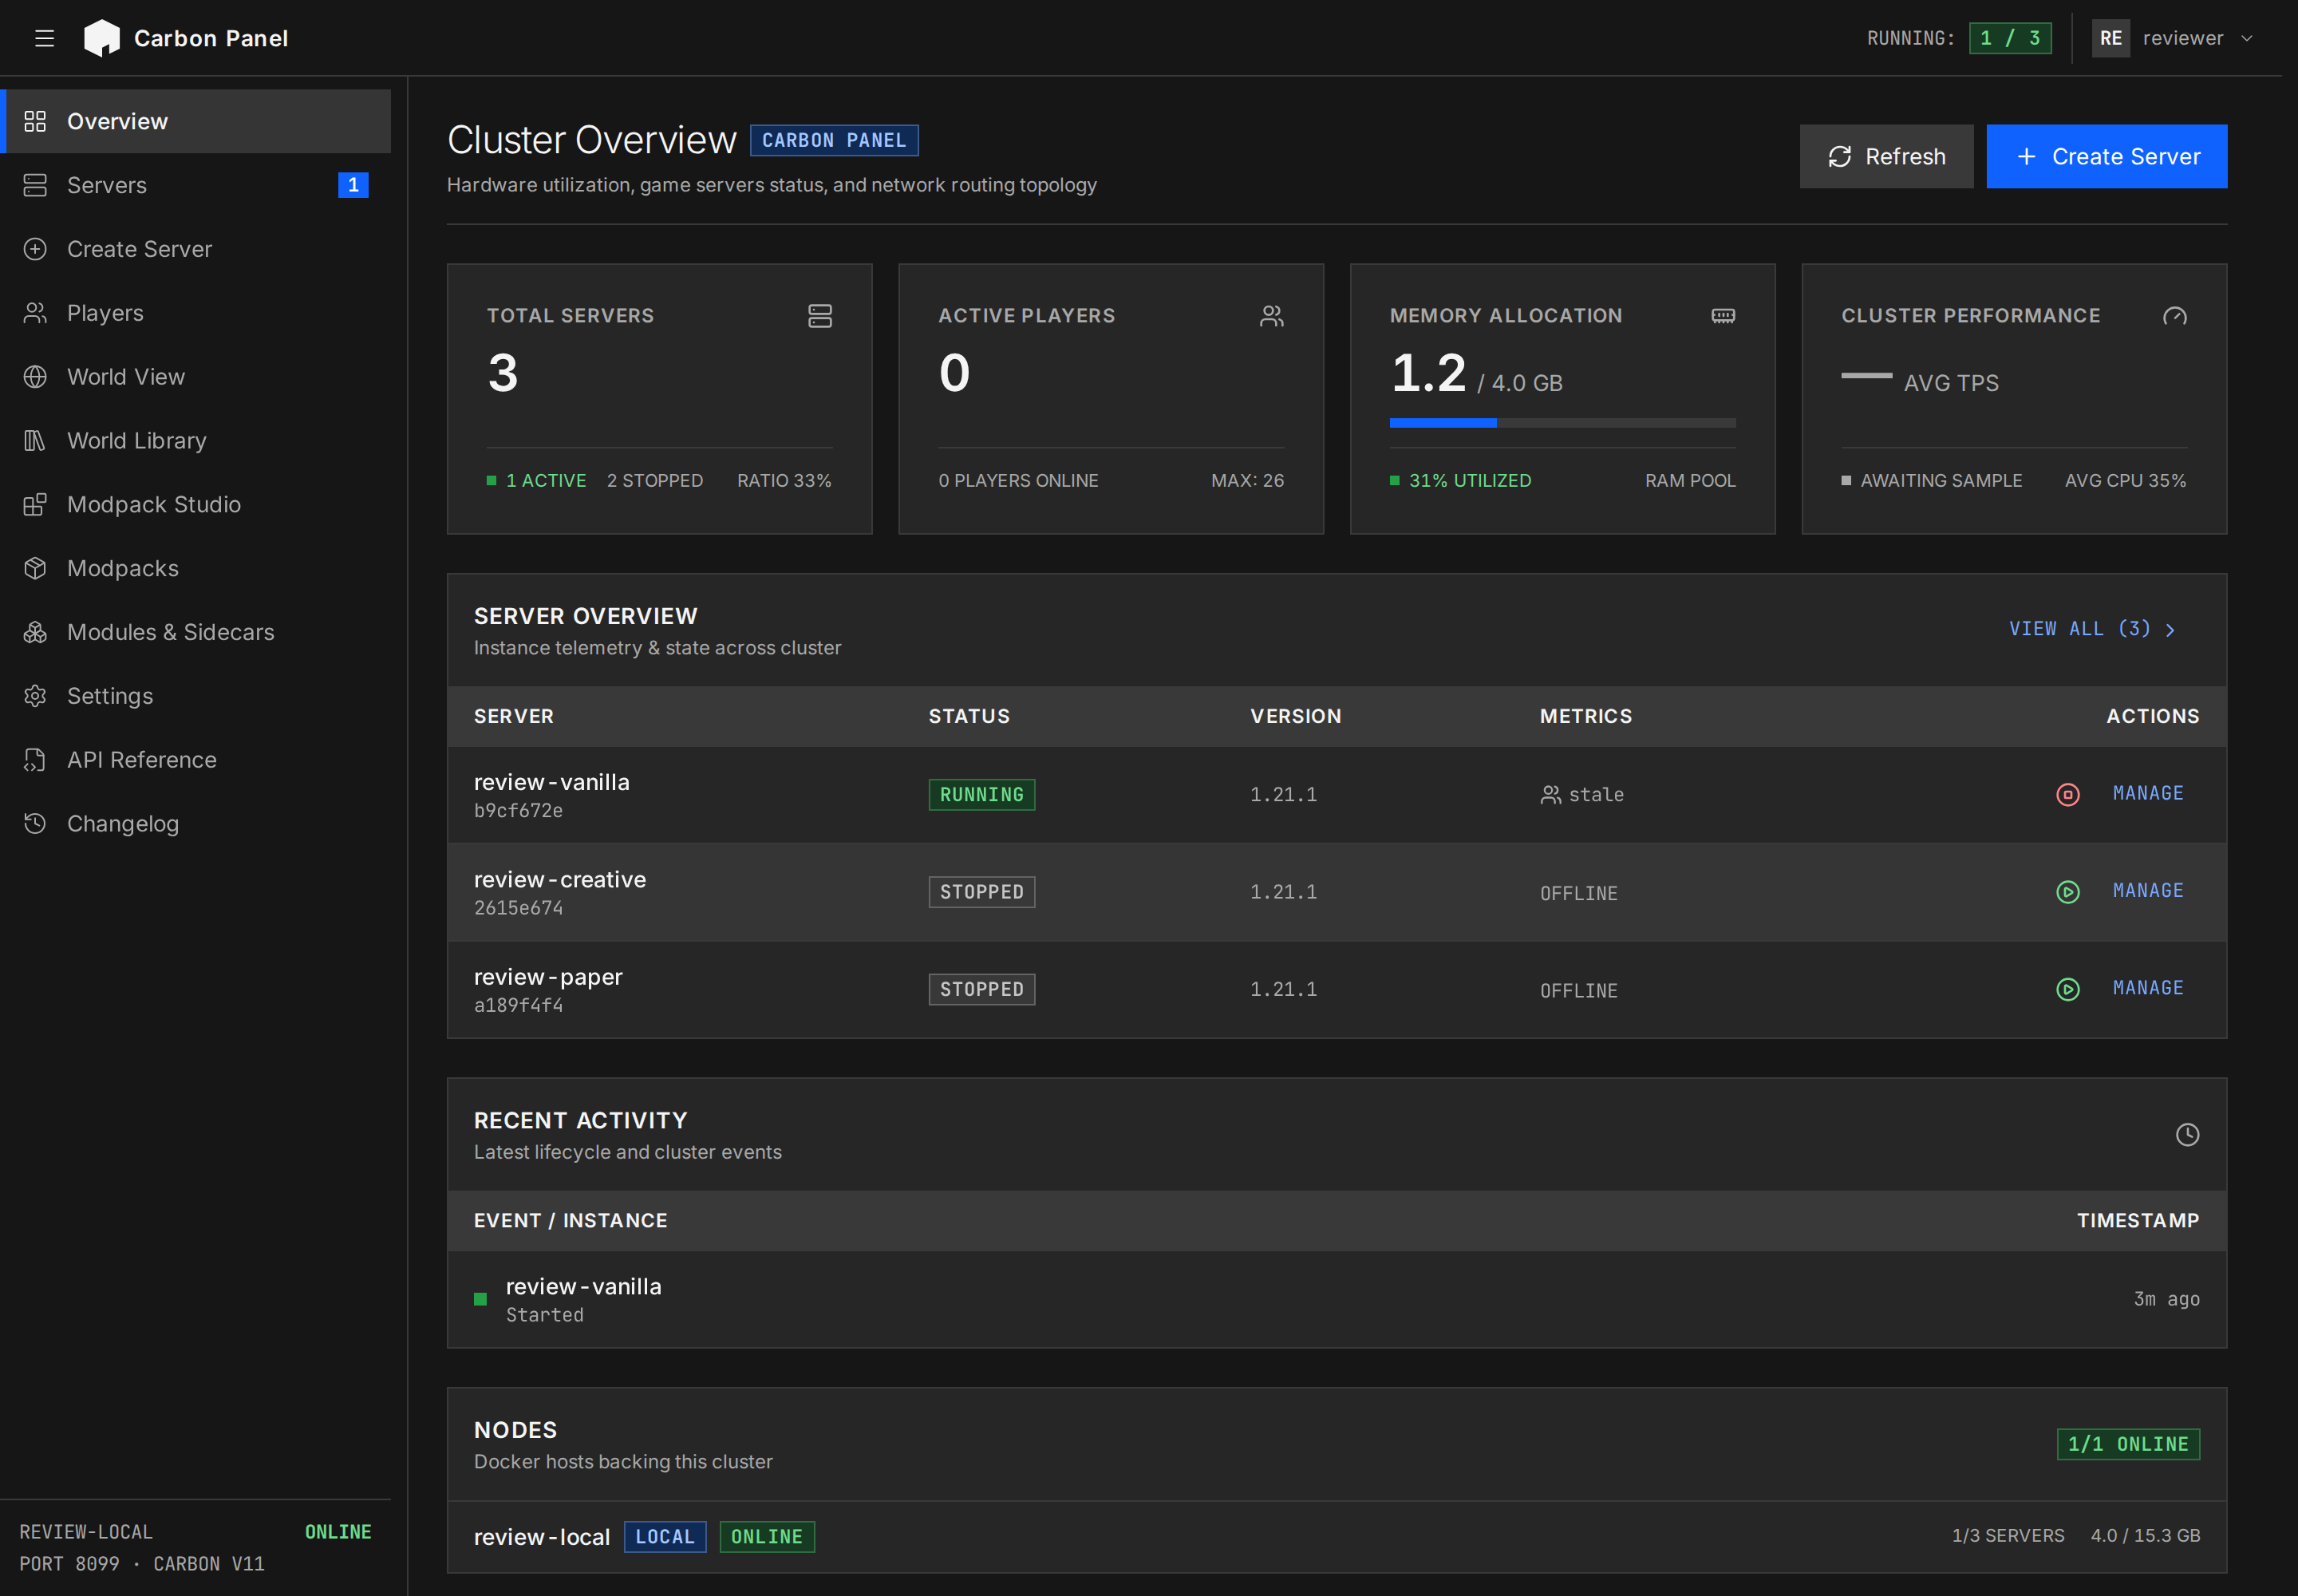 Carbon Panel
RUNNING: 1 / 3
RE reviewer
Overview
Servers 1
Create Server
Players
World View
World Library
Modpack Studio
Modpacks
Modules & Sidecars
Settings
API Reference
Changelog
REVIEW-LOCAL ONLINE
PORT 8099 · CARBON V11
Cluster Overview CARBON PANEL
Hardware utilization, game servers status, and network routing topology
Refresh
Create Server
TOTAL SERVERS
3
1 ACTIVE 2 STOPPED RATIO 33%
ACTIVE PLAYERS
0
0 PLAYERS ONLINE MAX: 26
MEMORY ALLOCATION
1.2 / 4.0 GB
31% UTILIZED RAM POOL
CLUSTER PERFORMANCE
— AVG TPS
AWAITING SAMPLE AVG CPU 35%
SERVER OVERVIEW
Instance telemetry & state across cluster
VIEW ALL (3)
SERVER STATUS VERSION METRICS ACTIONS
review-vanilla
b9cf672e
RUNNING 1.21.1 stale MANAGE
review-creative
2615e674
STOPPED 1.21.1 OFFLINE MANAGE
review-paper
a189f4f4
STOPPED 1.21.1 OFFLINE MANAGE
RECENT ACTIVITY
Latest lifecycle and cluster events
EVENT / INSTANCE TIMESTAMP
review-vanilla
Started
3m ago
NODES
Docker hosts backing this cluster
1/1 ONLINE
review-local LOCAL ONLINE 1/3 SERVERS 4.0 / 15.3 GB